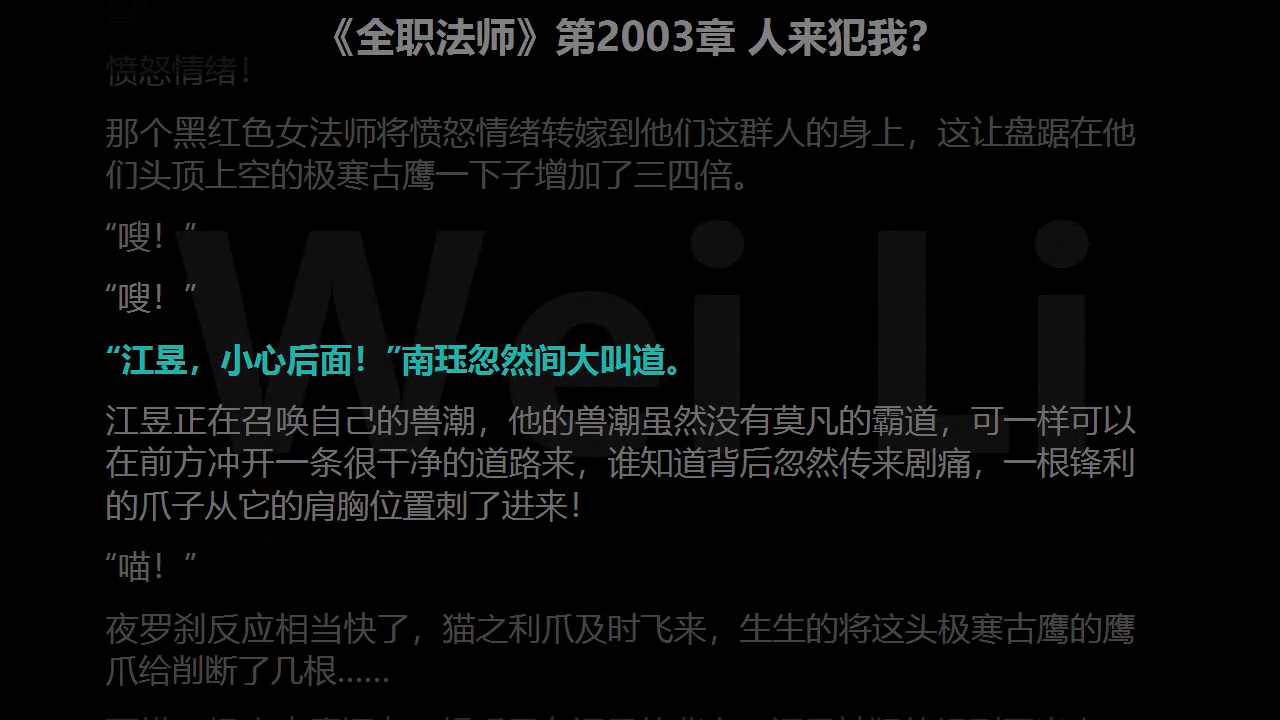 《全职法师》第2003章 人来犯我？
愤怒情绪！
那个黑红色女法师将愤怒情绪转嫁到他们这群人的身上，这让盘踞在他
们头顶上空的极寒古鹰一下子增加了三四倍。
“嗖！”
“嗖！”
“江昱，小心后面！”南珏忽然间大叫道。
江昱正在召唤自己的兽潮，他的兽潮虽然没有莫凡的霸道，可一样可以
在前方冲开一条很干净的道路来，谁知道背后忽然传来剧痛，一根锋利
的爪子从它的肩胸位置刺了进来！
“喵！”
夜罗刹反应相当快了，猫之利爪及时飞来，生生的将这头极寒古鹰的鹰
爪给削断了几根……
Wei Li